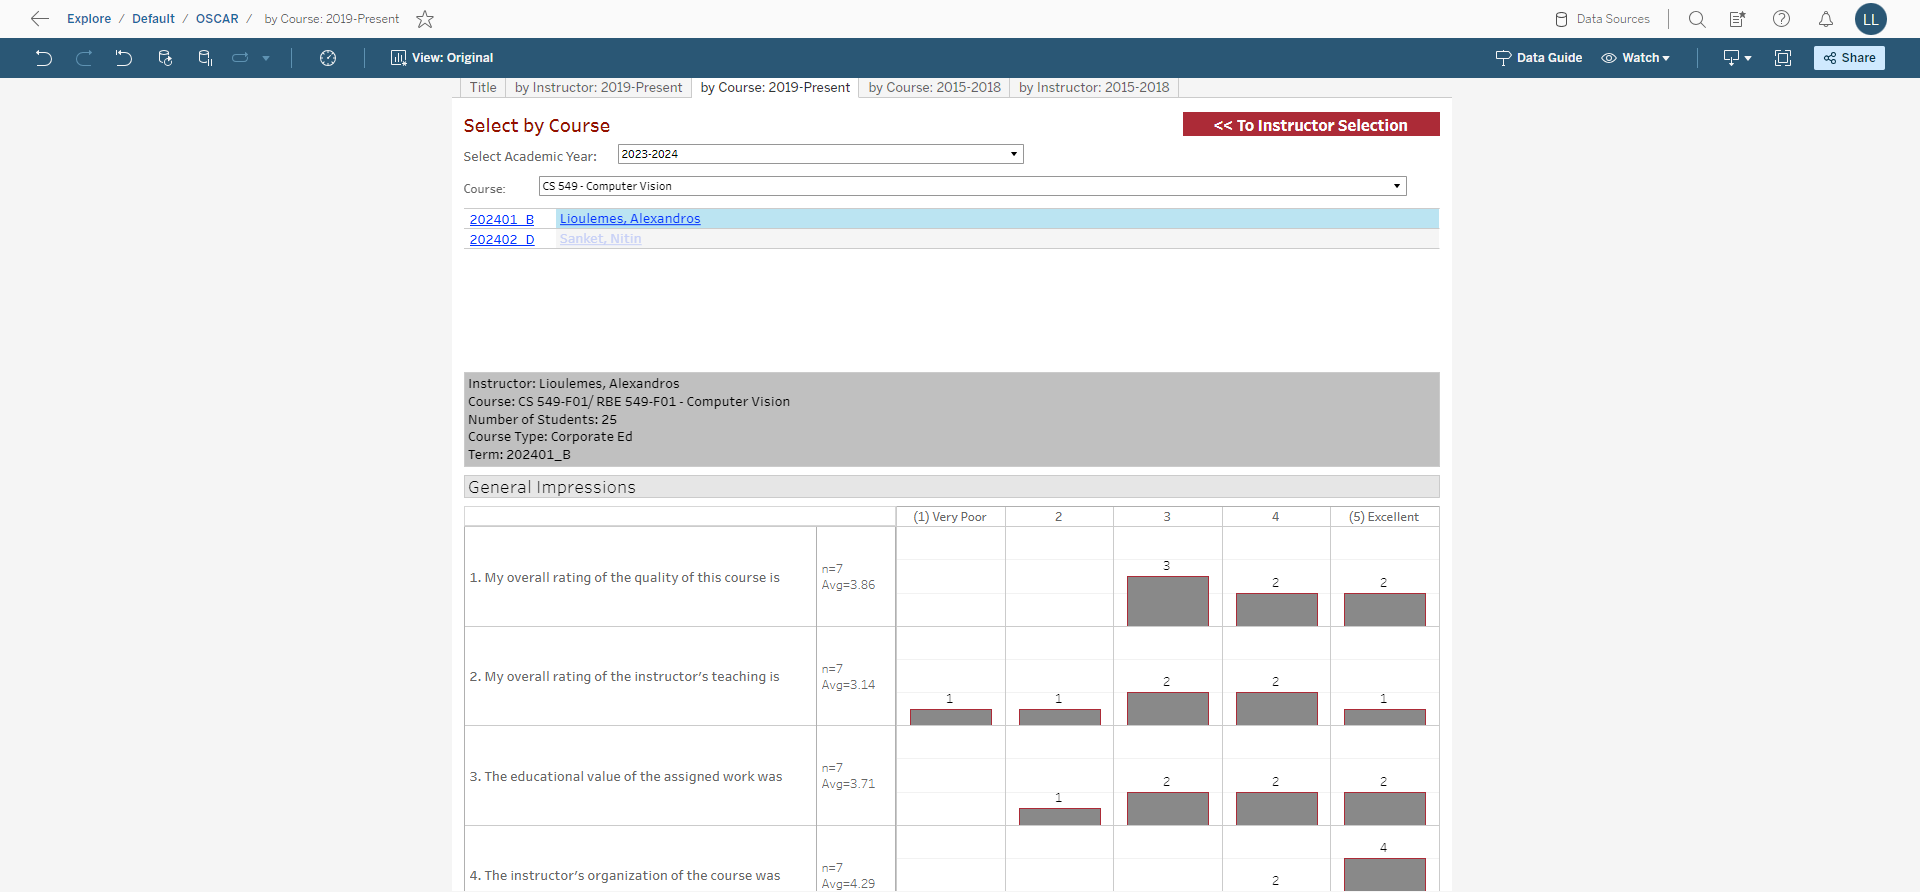 Explore / Default / OSCAR / by Course: 2019-Present
Data Sources
LL
View: Original
Data Guide
Watch
Share
Title
by Instructor: 2019-Present
by Course: 2019-Present
by Course: 2015-2018
by Instructor: 2015-2018
Select by Course
<< To Instructor Selection
Select Academic Year:
2023-2024
Course:
CS 549 - Computer Vision
202401_B Lioulemes, Alexandros
202402_D Sanket, Nitin
Instructor: Lioulemes, Alexandros
Course: CS 549-F01/ RBE 549-F01 - Computer Vision
Number of Students: 25
Course Type: Corporate Ed
Term: 202401_B
General Impressions
(1) Very Poor 2 3 4 (5) Excellent
1. My overall rating of the quality of this course is
n=7
Avg=3.86
3 2 2
2. My overall rating of the instructor's teaching is
n=7
Avg=3.14
1 1 2 2 1
3. The educational value of the assigned work was
n=7
Avg=3.71
1 2 2 2
4. The instructor's organization of the course was
n=7
Avg=4.29
2 4